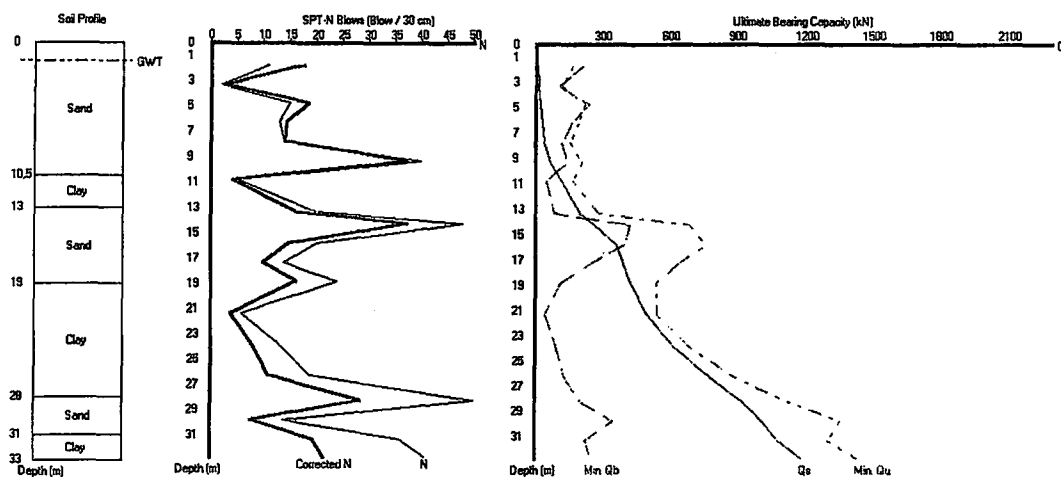 Soil Profile
0
GWT
Sand
10,5
Clay
13
Sand
19
Clay
28
Sand
31
Clay
33
Depth (m)
SPT-N Blows (Blow / 30 cm)
0 5 10 15 20 25 30 35 40 45 50
N
0
1
3
5
7
9
11
13
15
17
19
21
23
25
27
29
31
Depth (m)
Corrected N
N
Ultimate Bearing Capacity (kN)
300 600 900 1200 1500 1800 2100
0
1
3
5
7
9
11
13
15
17
19
21
23
25
27
29
31
Depth (m)
Min. Qb
Qs
Min. Qu